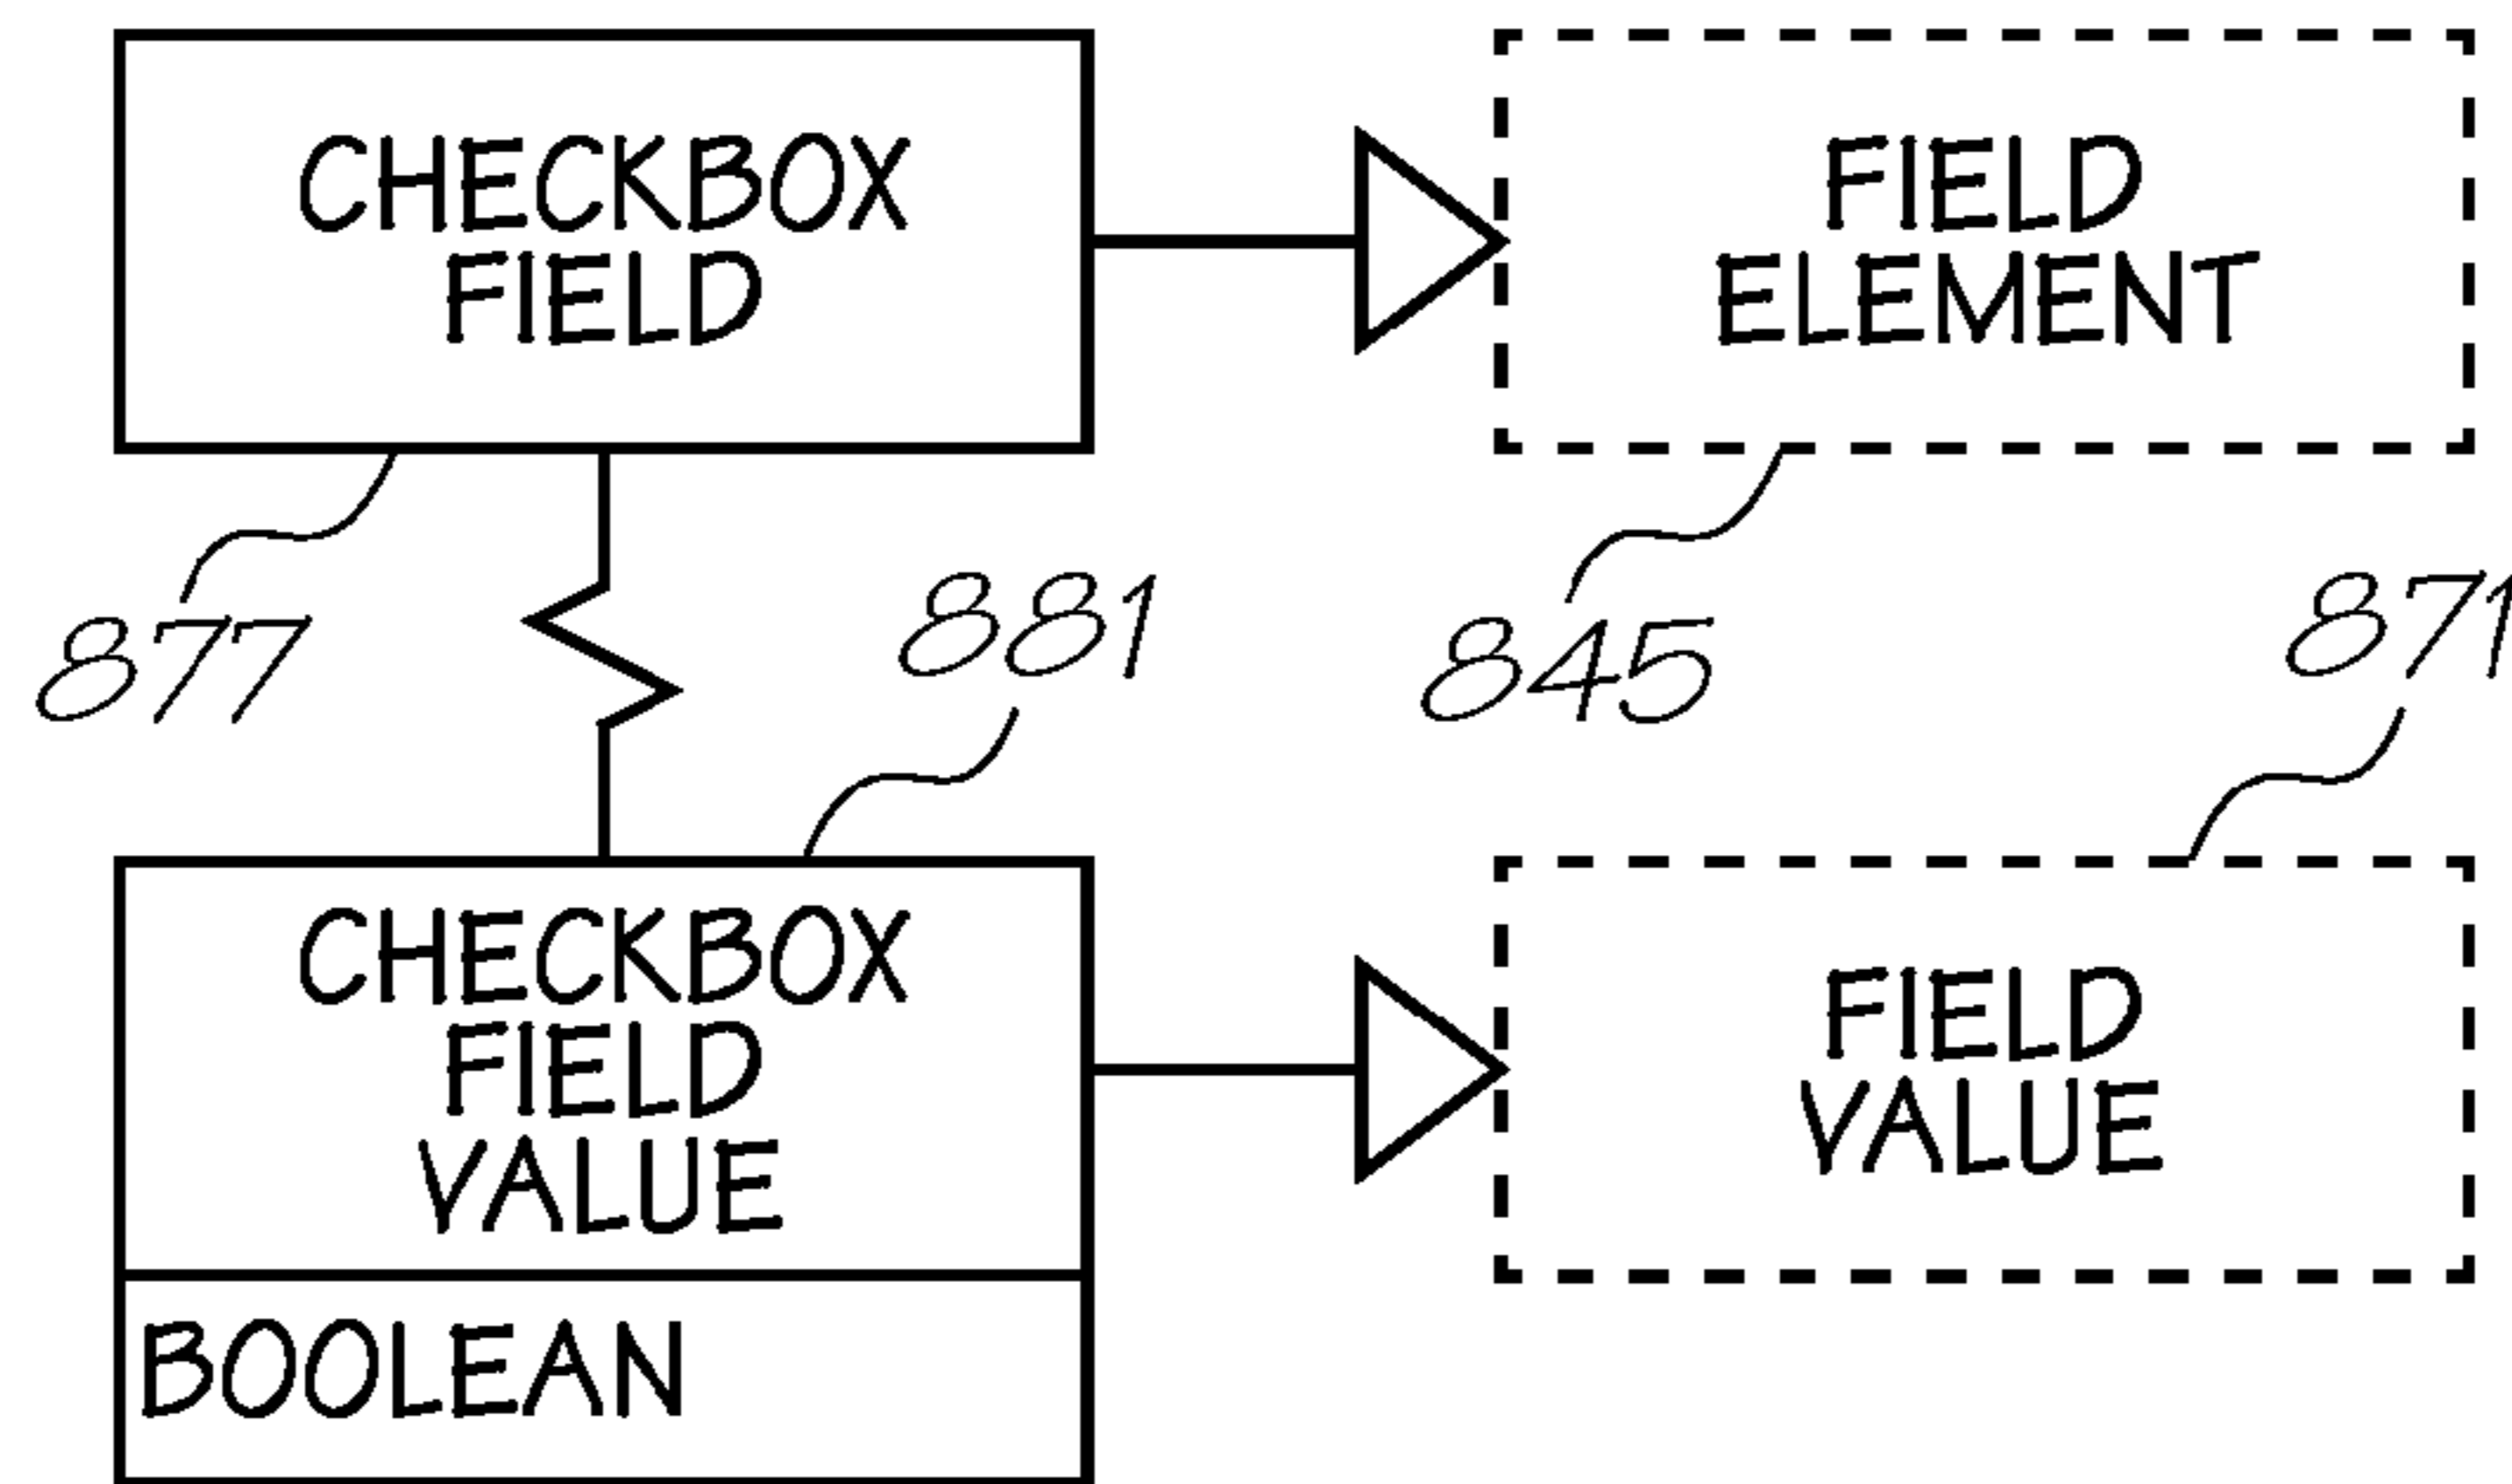 CHECKBOX
FIELD
FIELD
ELEMENT
877
881
845
871
CHECKBOX
FIELD
VALUE
FIELD
VALUE
BOOLEAN